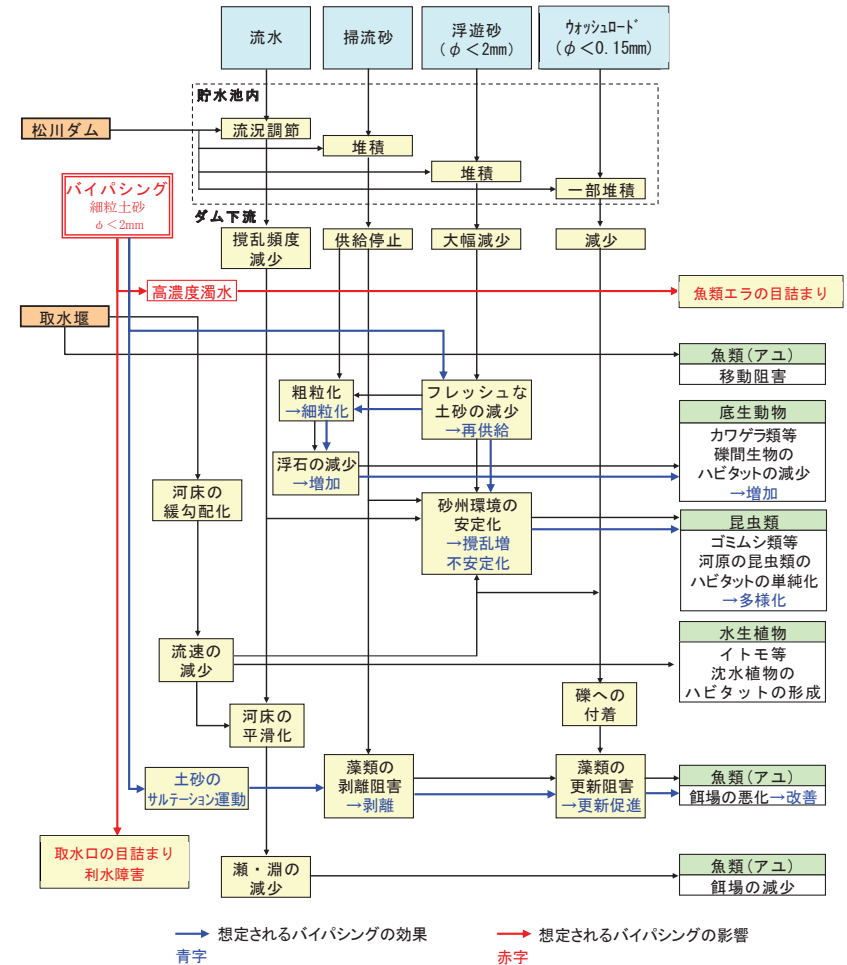 流水
掃流砂
浮遊砂
(φ<2mm)
ウォッシュロード
(φ<0.15mm)
貯水池内
松川ダム
流況調節
堆積
堆積
一部堆積
バイパシング
細粒土砂
φ<2mm
ダム下流
攪乱頻度
減少
供給停止
大幅減少
減少
高濃度濁水
魚類エラの目詰まり
取水堰
魚類(アユ)
移動阻害
粗粒化
→細粒化
フレッシュな
土砂の減少
→再供給
底生動物
カワゲラ類等
礫間生物の
ハビタットの減少
→増加
浮石の減少
→増加
河床の
緩勾配化
砂州環境の
安定化
→攪乱増
不安定化
昆虫類
ゴミムシ類等
河原の昆虫類の
ハビタットの単純化
→多様化
流速の
減少
水生植物
イトモ等
沈水植物の
ハビタットの形成
河床の
平滑化
礫への
付着
土砂の
サルテーション運動
藻類の
剥離阻害
→剥離
藻類の
更新阻害
→更新促進
魚類(アユ)
餌場の悪化→改善
取水口の目詰まり
利水障害
瀬・淵の
減少
魚類(アユ)
餌場の減少
想定されるバイパシングの効果
青字
想定されるバイパシングの影響
赤字